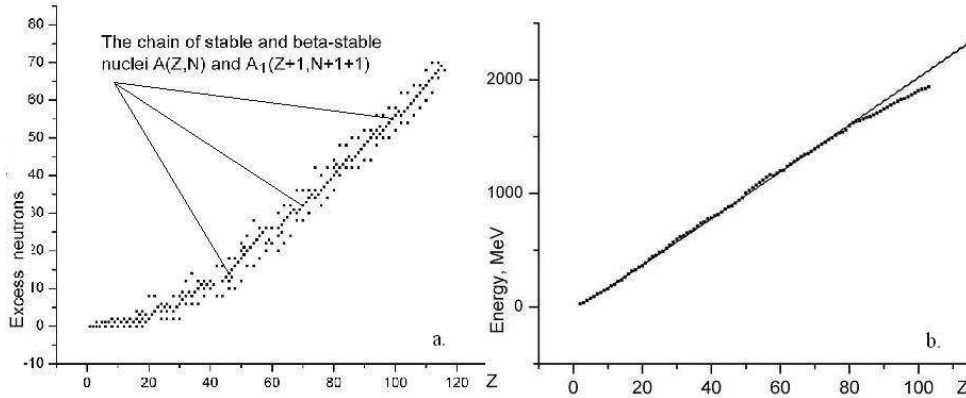 80
70
60
50
40
30
20
10
0
-10
Excess neutrons
The chain of stable and beta-stable
nuclei A(Z,N) and A₁(Z+1,N+1+1)
a.
0 20 40 60 80 100 120 Z
2000
1000
0
Energy, MeV
b.
0 20 40 60 80 100 Z